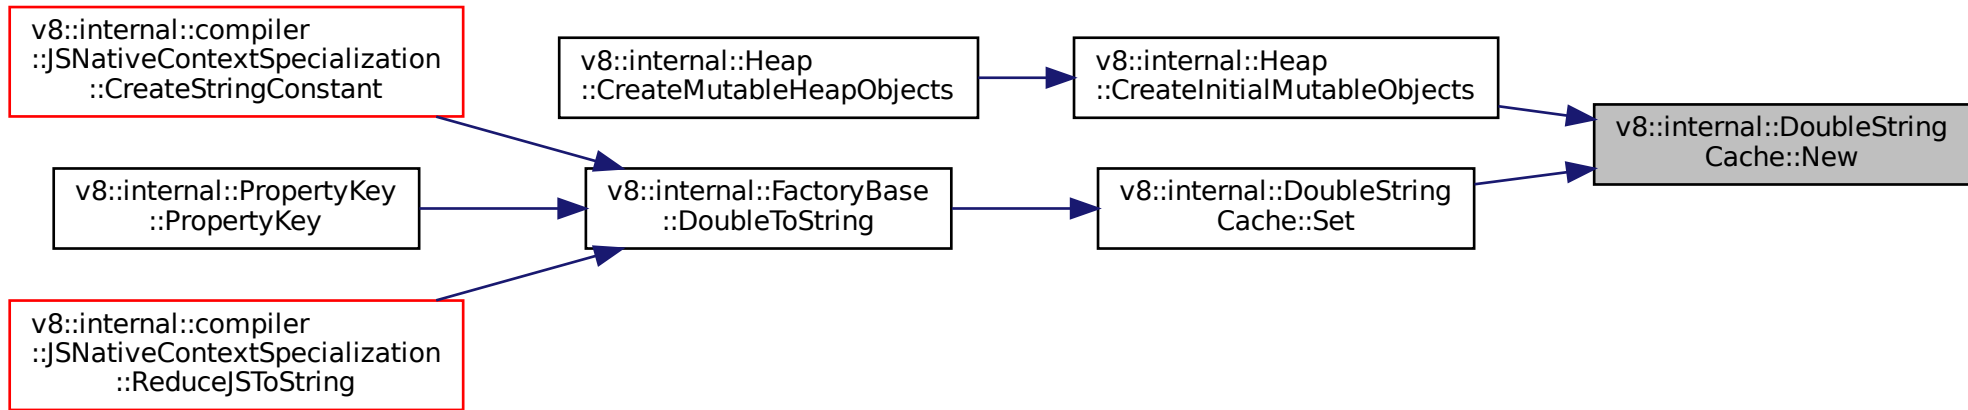 v8::internal::compiler
::JSNativeContextSpecialization
::CreateStringConstant
v8::internal::PropertyKey
::PropertyKey
v8::internal::compiler
::JSNativeContextSpecialization
::ReduceJSToString
v8::internal::Heap
::CreateMutableHeapObjects
v8::internal::FactoryBase
::DoubleToString
v8::internal::Heap
::CreateInitialMutableObjects
v8::internal::DoubleString
Cache::Set
v8::internal::DoubleString
Cache::New